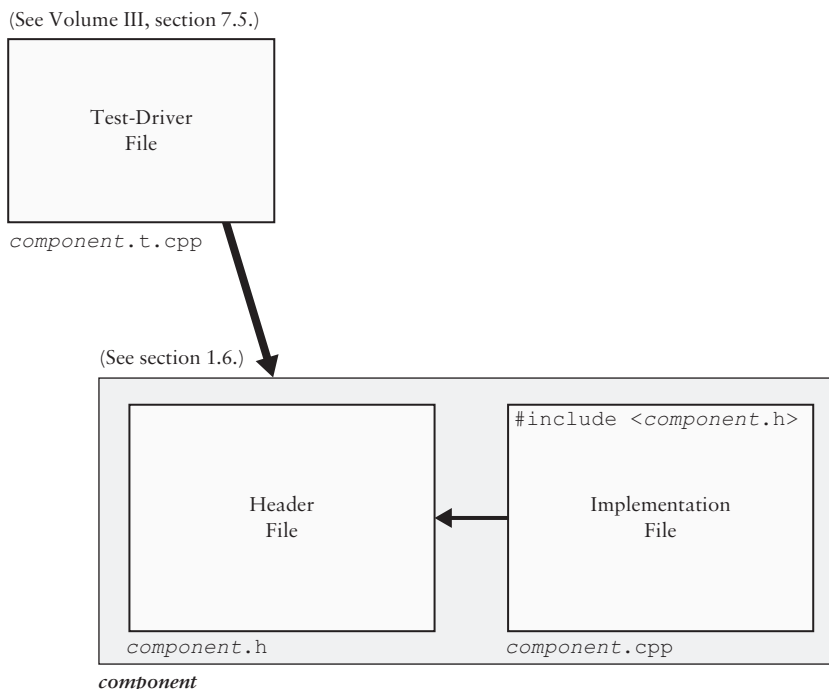 (See Volume III, section 7.5.)
Test-Driver
File
component.t.cpp
(See section 1.6.)
#include <component.h>
Header
File
Implementation
File
component.h
component.cpp
component